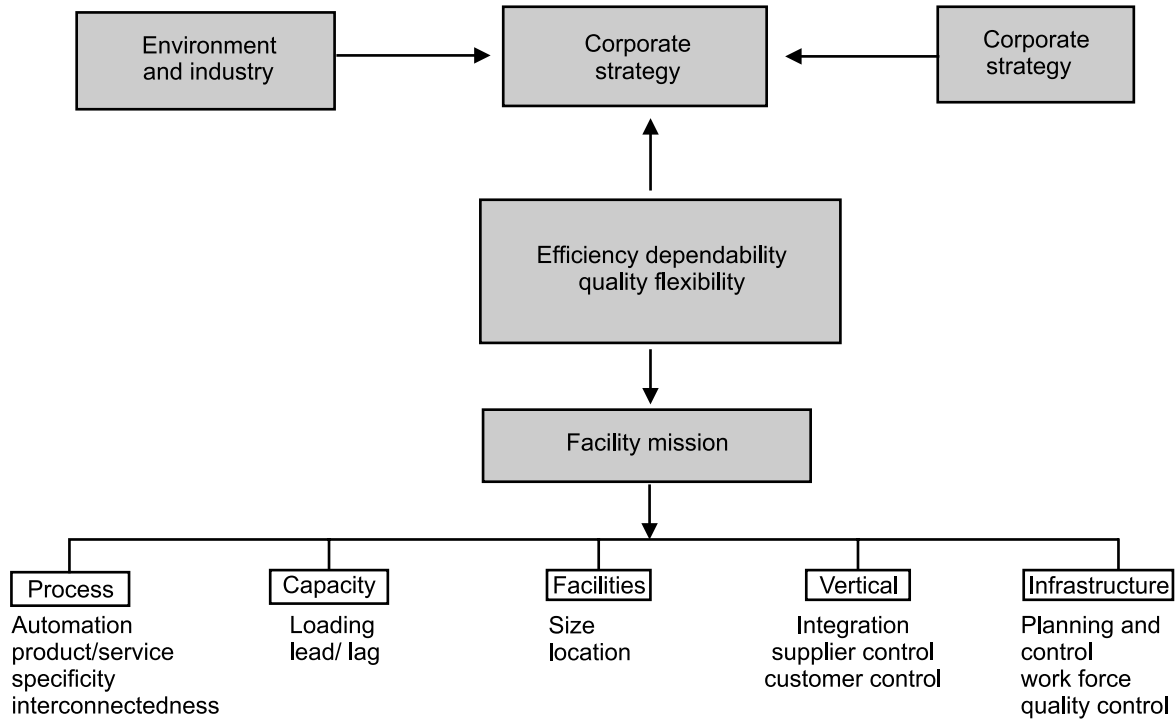 Environment
and industry
Corporate
strategy
Corporate
strategy
Efficiency dependability
quality flexibility
Facility mission
Process
Automation
product/service
specificity
interconnectedness
Capacity
Loading
lead/ lag
Facilities
Size
location
Vertical
Integration
supplier control
customer control
Infrastructure
Planning and
control
work force
quality control